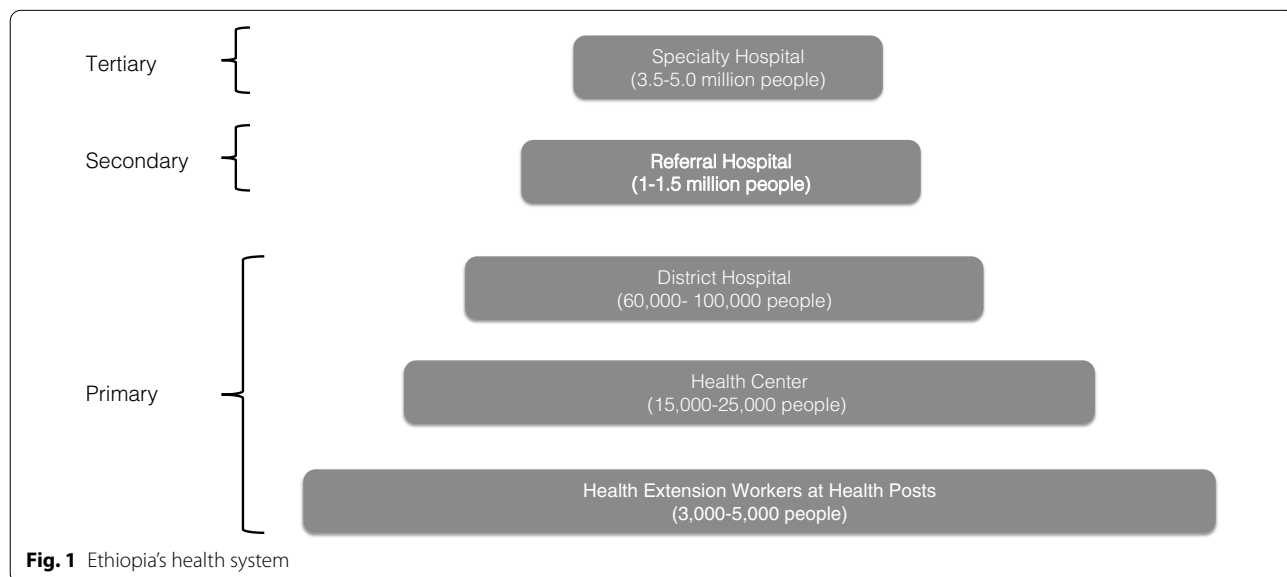 Tertiary
Specialty Hospital
(3.5-5.0 million people)
Secondary
Referral Hospital
(1-1.5 million people)
District Hospital
(60,000- 100,000 people)
Primary
Health Center
(15,000-25,000 people)
Health Extension Workers at Health Posts
(3,000-5,000 people)
Fig. 1 Ethiopia’s health system